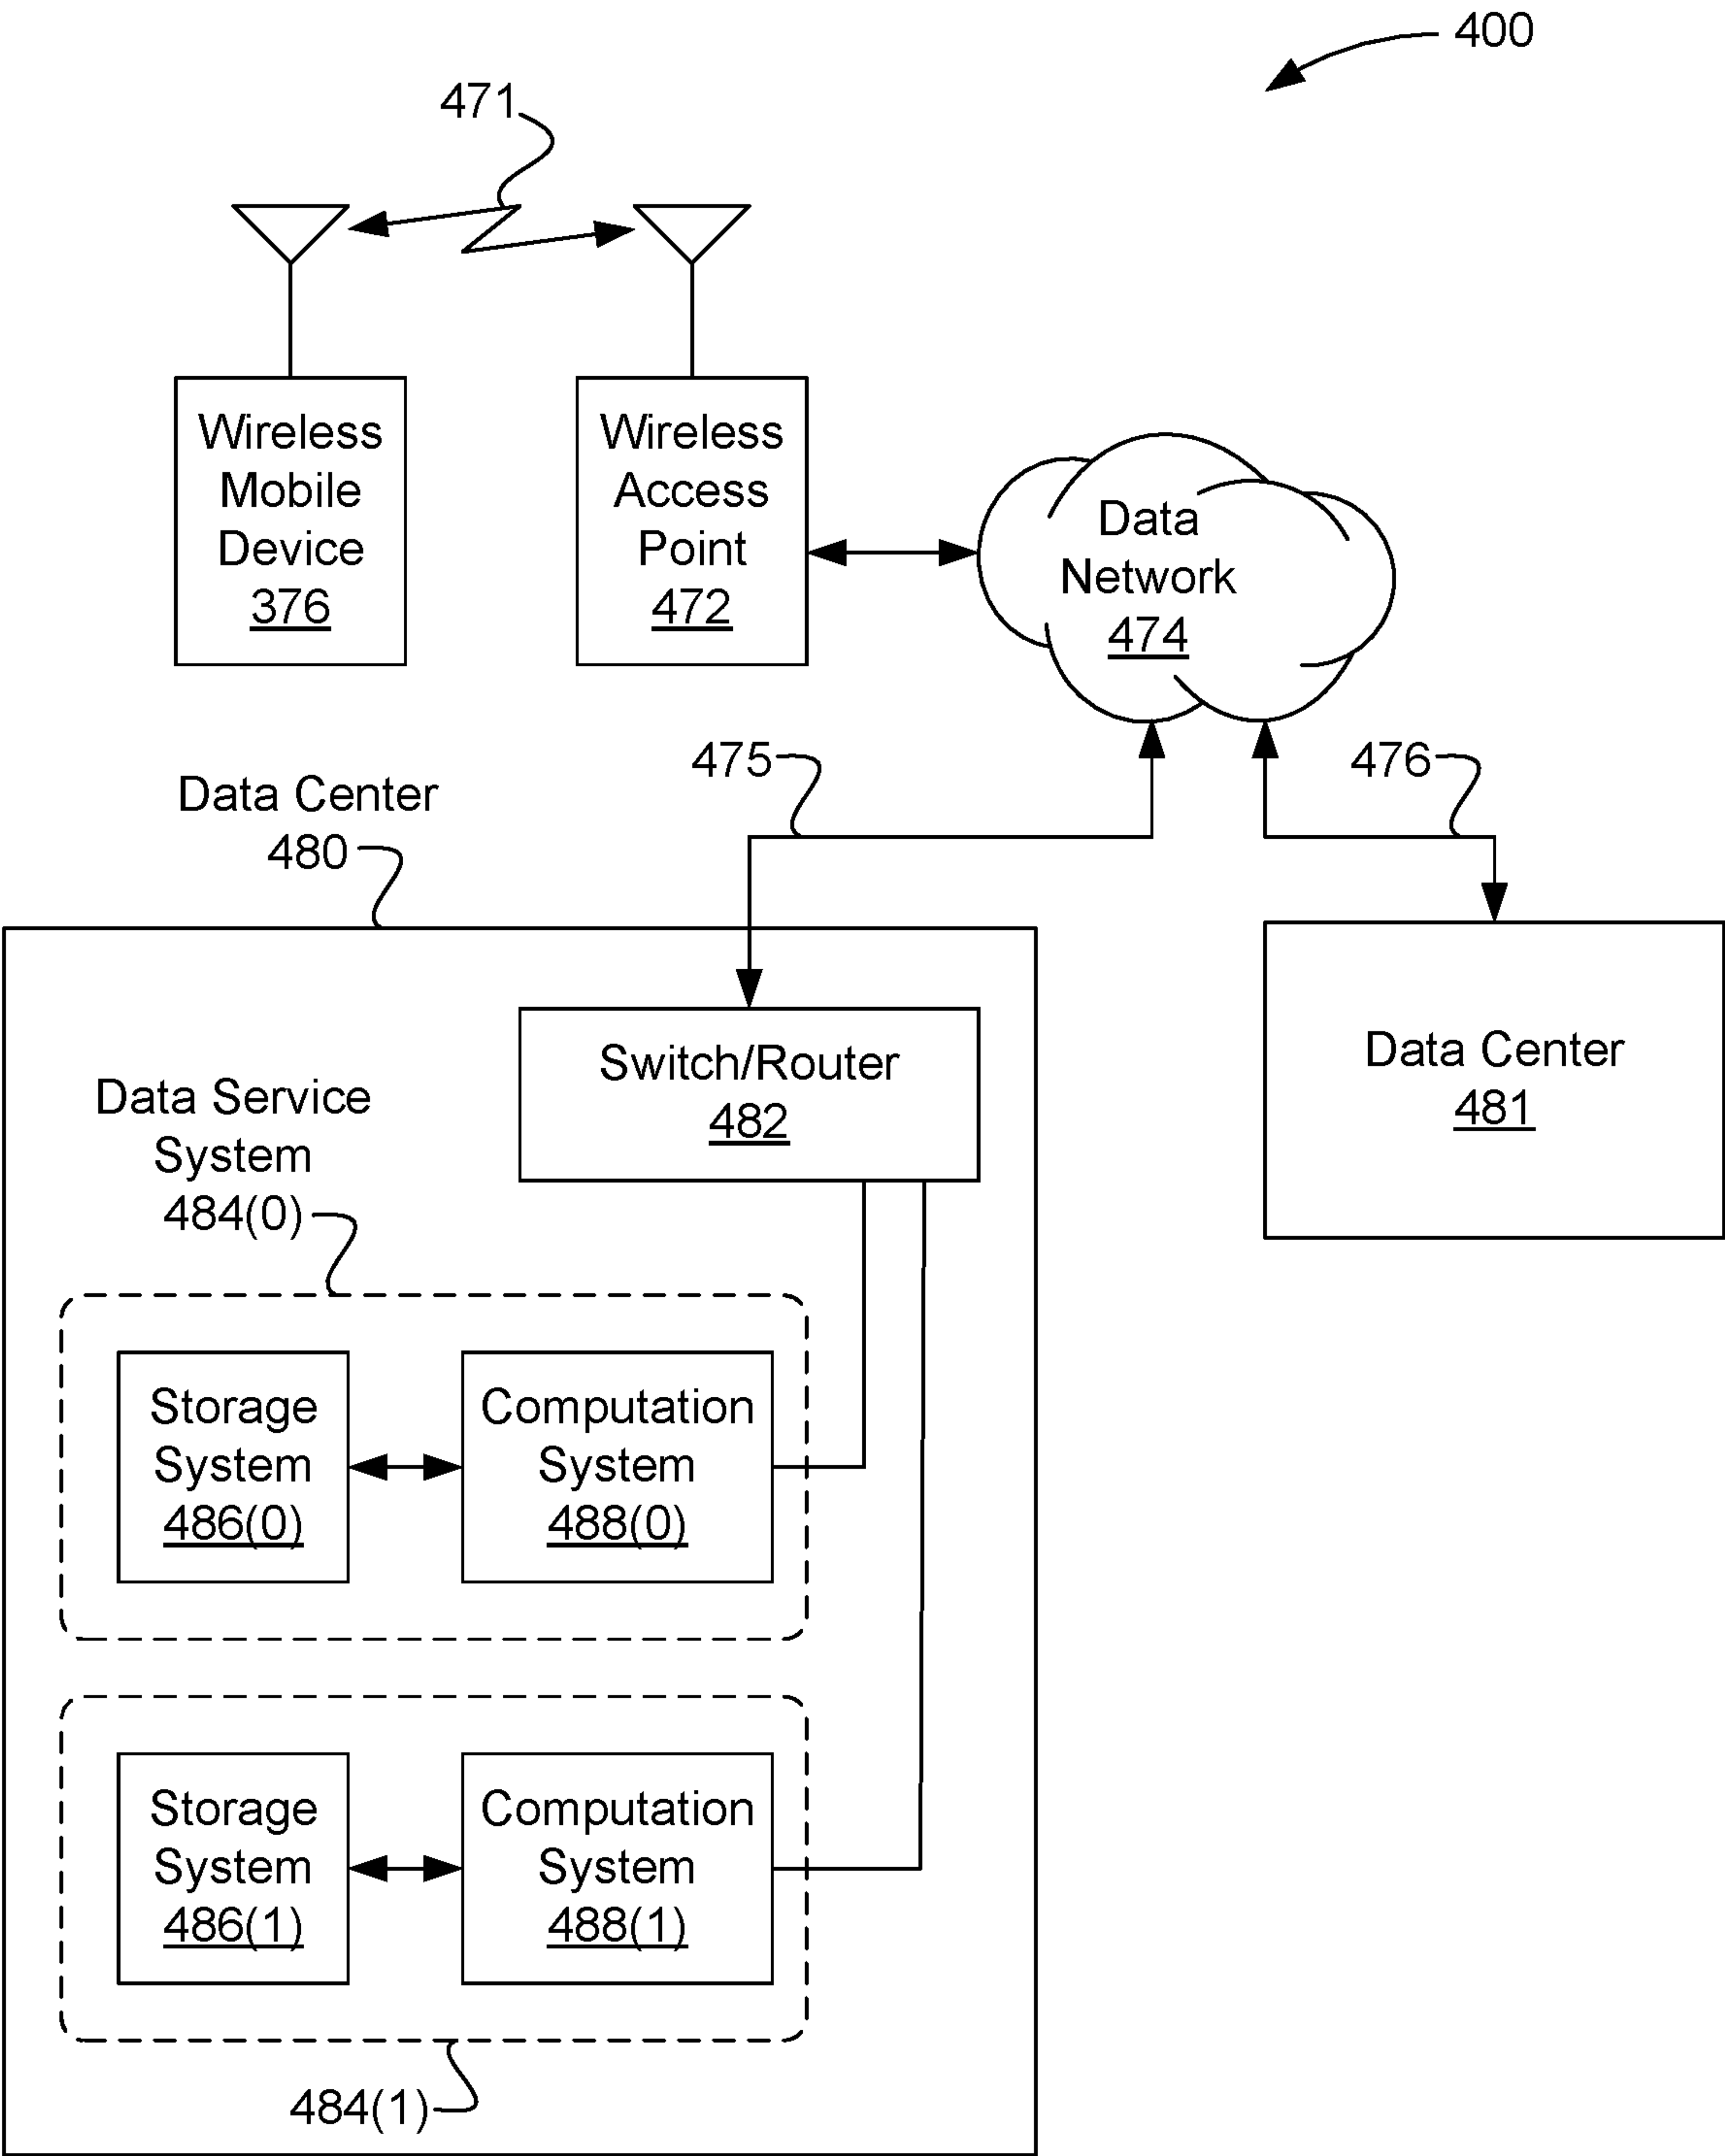 400
471
Wireless
Mobile
Device
376
Wireless
Access
Point
472
Data
Network
474
475
476
Data Center
480
Switch/Router
482
Data Center
481
Data Service
System
484(0)
Storage
System
486(0)
Computation
System
488(0)
Storage
System
486(1)
Computation
System
488(1)
484(1)